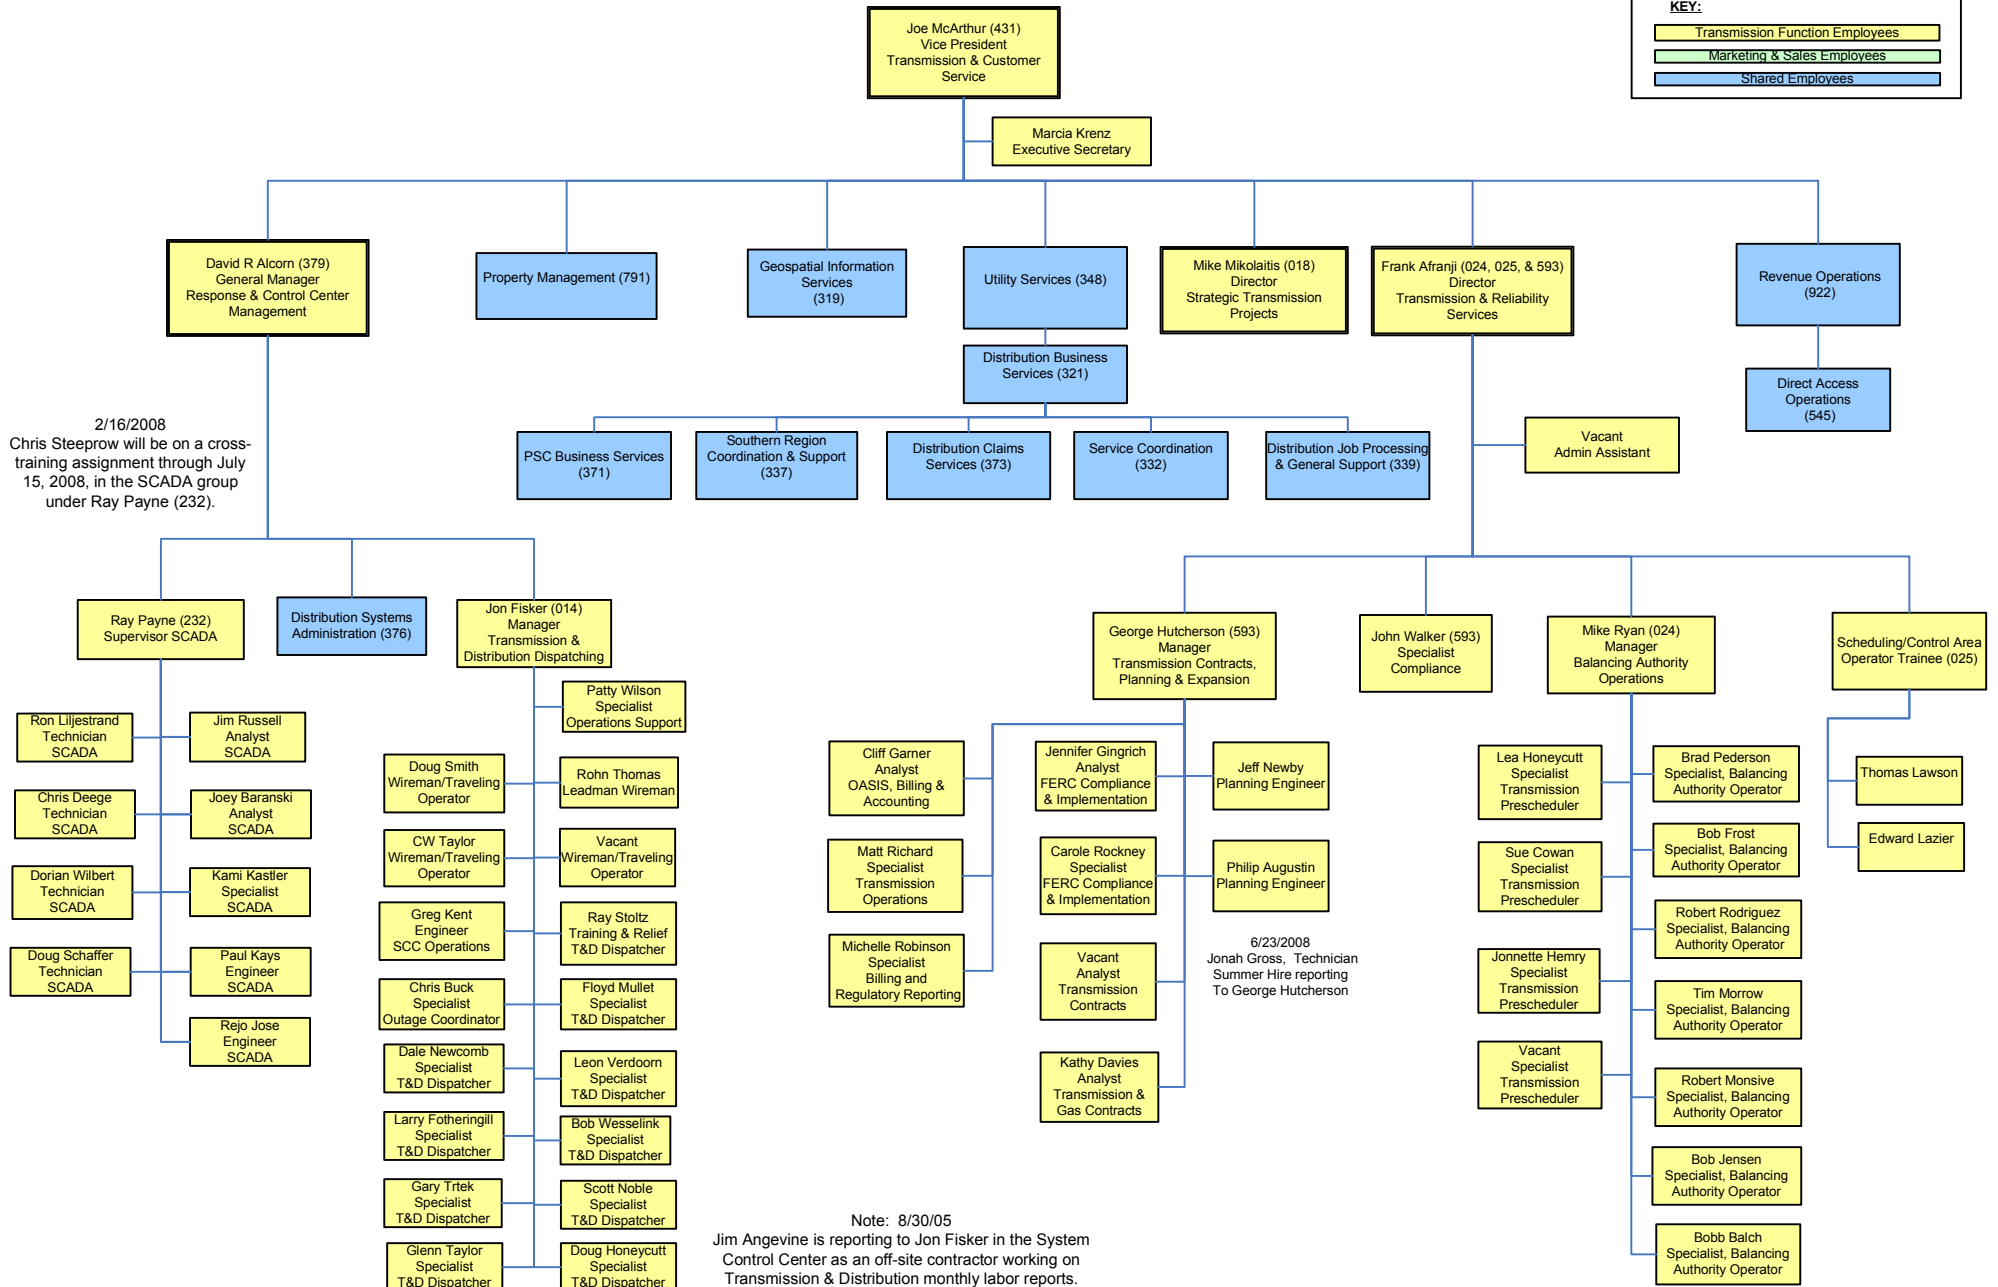 KEY:
Transmission Function Employees
Marketing & Sales Employees
Shared Employees
Joe McArthur (431)
Vice President
Transmission & Customer
Service
Marcia Krenz
Executive Secretary
David R Alcorn (379)
General Manager
Response & Control Center
Management
Property Management (791)
Geospatial Information
Services
(319)
Utility Services (348)
Mike Mikolaitis (018)
Director
Strategic Transmission
Projects
Frank Afranji (024, 025, & 593)
Director
Transmission & Reliability
Services
Revenue Operations
(922)
Distribution Business
Services (321)
Direct Access
Operations
(545)
2/16/2008
Chris Steeprow will be on a cross-
training assignment through July
15, 2008, in the SCADA group
under Ray Payne (232).
PSC Business Services
(371)
Southern Region
Coordination & Support
(337)
Distribution Claims
Services (373)
Service Coordination
(332)
Distribution Job Processing
& General Support (339)
Vacant
Admin Assistant
Ray Payne (232)
Supervisor SCADA
Distribution Systems
Administration (376)
Jon Fisker (014)
Manager
Transmission &
Distribution Dispatching
George Hutcherson (593)
Manager
Transmission Contracts,
Planning & Expansion
John Walker (593)
Specialist
Compliance
Mike Ryan (024)
Manager
Balancing Authority
Operations
Scheduling/Control Area
Operator Trainee (025)
Ron Liljestrand
Technician
SCADA
Jim Russell
Analyst
SCADA
Chris Deege
Technician
SCADA
Joey Baranski
Analyst
SCADA
Dorian Wilbert
Technician
SCADA
Kami Kastler
Specialist
SCADA
Doug Schaffer
Technician
SCADA
Paul Kays
Engineer
SCADA
Rejo Jose
Engineer
SCADA
Patty Wilson
Specialist
Operations Support
Doug Smith
Wireman/Traveling
Operator
Rohn Thomas
Leadman Wireman
CW Taylor
Wireman/Traveling
Operator
Vacant
Wireman/Traveling
Operator
Greg Kent
Engineer
SCC Operations
Ray Stoltz
Training & Relief
T&D Dispatcher
Chris Buck
Specialist
Outage Coordinator
Floyd Mullet
Specialist
T&D Dispatcher
Dale Newcomb
Specialist
T&D Dispatcher
Leon Verdoorn
Specialist
T&D Dispatcher
Larry Fotheringill
Specialist
T&D Dispatcher
Bob Wesselink
Specialist
T&D Dispatcher
Gary Trtek
Specialist
T&D Dispatcher
Scott Noble
Specialist
T&D Dispatcher
Glenn Taylor
Specialist
T&D Dispatcher
Doug Honeycutt
Specialist
T&D Dispatcher
Cliff Garner
Analyst
OASIS, Billing &
Accounting
Jennifer Gingrich
Analyst
FERC Compliance
& Implementation
Jeff Newby
Planning Engineer
Matt Richard
Specialist
Transmission
Operations
Carole Rockney
Specialist
FERC Compliance
& Implementation
Philip Augustin
Planning Engineer
Michelle Robinson
Specialist
Billing and
Regulatory Reporting
Vacant
Analyst
Transmission
Contracts
6/23/2008
Jonah Gross, Technician
Summer Hire reporting
To George Hutcherson
Kathy Davies
Analyst
Transmission &
Gas Contracts
Lea Honeycutt
Specialist
Transmission
Prescheduler
Brad Pederson
Specialist, Balancing
Authority Operator
Sue Cowan
Specialist
Transmission
Prescheduler
Bob Frost
Specialist, Balancing
Authority Operator
Robert Rodriguez
Specialist, Balancing
Authority Operator
Jonnette Hemry
Specialist
Transmission
Prescheduler
Tim Morrow
Specialist, Balancing
Authority Operator
Vacant
Specialist
Transmission
Prescheduler
Robert Monsive
Specialist, Balancing
Authority Operator
Bob Jensen
Specialist, Balancing
Authority Operator
Bobb Balch
Specialist, Balancing
Authority Operator
Thomas Lawson
Edward Lazier
Note: 8/30/05
Jim Angevine is reporting to Jon Fisker in the System
Control Center as an off-site contractor working on
Transmission & Distribution monthly labor reports.